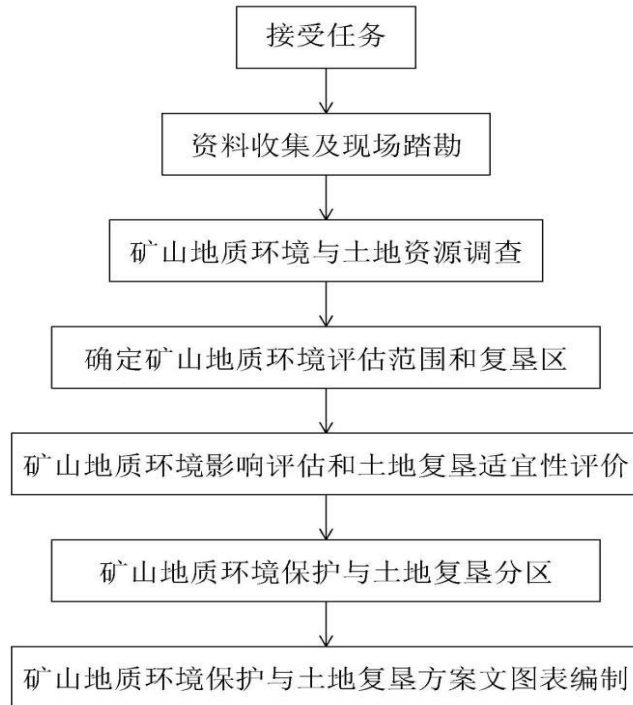 接受任务
资料收集及现场踏勘
矿山地质环境与土地资源调查
确定矿山地质环境评估范围和复垦区
矿山地质环境影响评估和土地复垦适宜性评价
矿山地质环境保护与土地复垦分区
矿山地质环境保护与土地复垦方案文图表编制